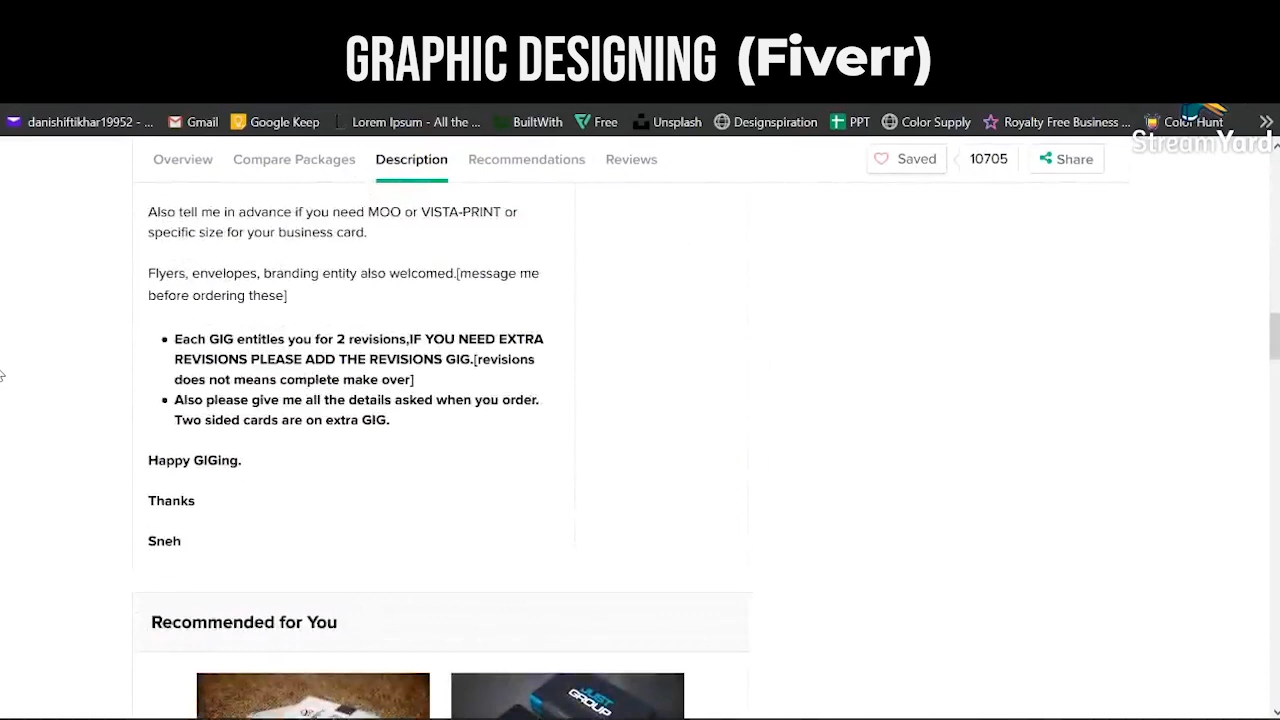 GRAPHIC DESIGNING (Fiverr)
danishiftikhar19952 - ... Gmail Google Keep Lorem Ipsum - All the ... BuiltWith Free Unsplash Designspiration PPT Color Supply Royalty Free Business ... Color Hunt »
StreamYard
Overview Compare Packages Description Recommendations Reviews Saved 10705 Share
Also tell me in advance if you need MOO or VISTA-PRINT or
specific size for your business card.
Flyers, envelopes, branding entity also welcomed.[message me
before ordering these]
• Each GIG entitles you for 2 revisions,IF YOU NEED EXTRA
REVISIONS PLEASE ADD THE REVISIONS GIG.[revisions
does not means complete make over]
• Also please give me all the details asked when you order.
Two sided cards are on extra GIG.
Happy GIGing.
Thanks
Sneh
Recommended for You
JUST
GROUP